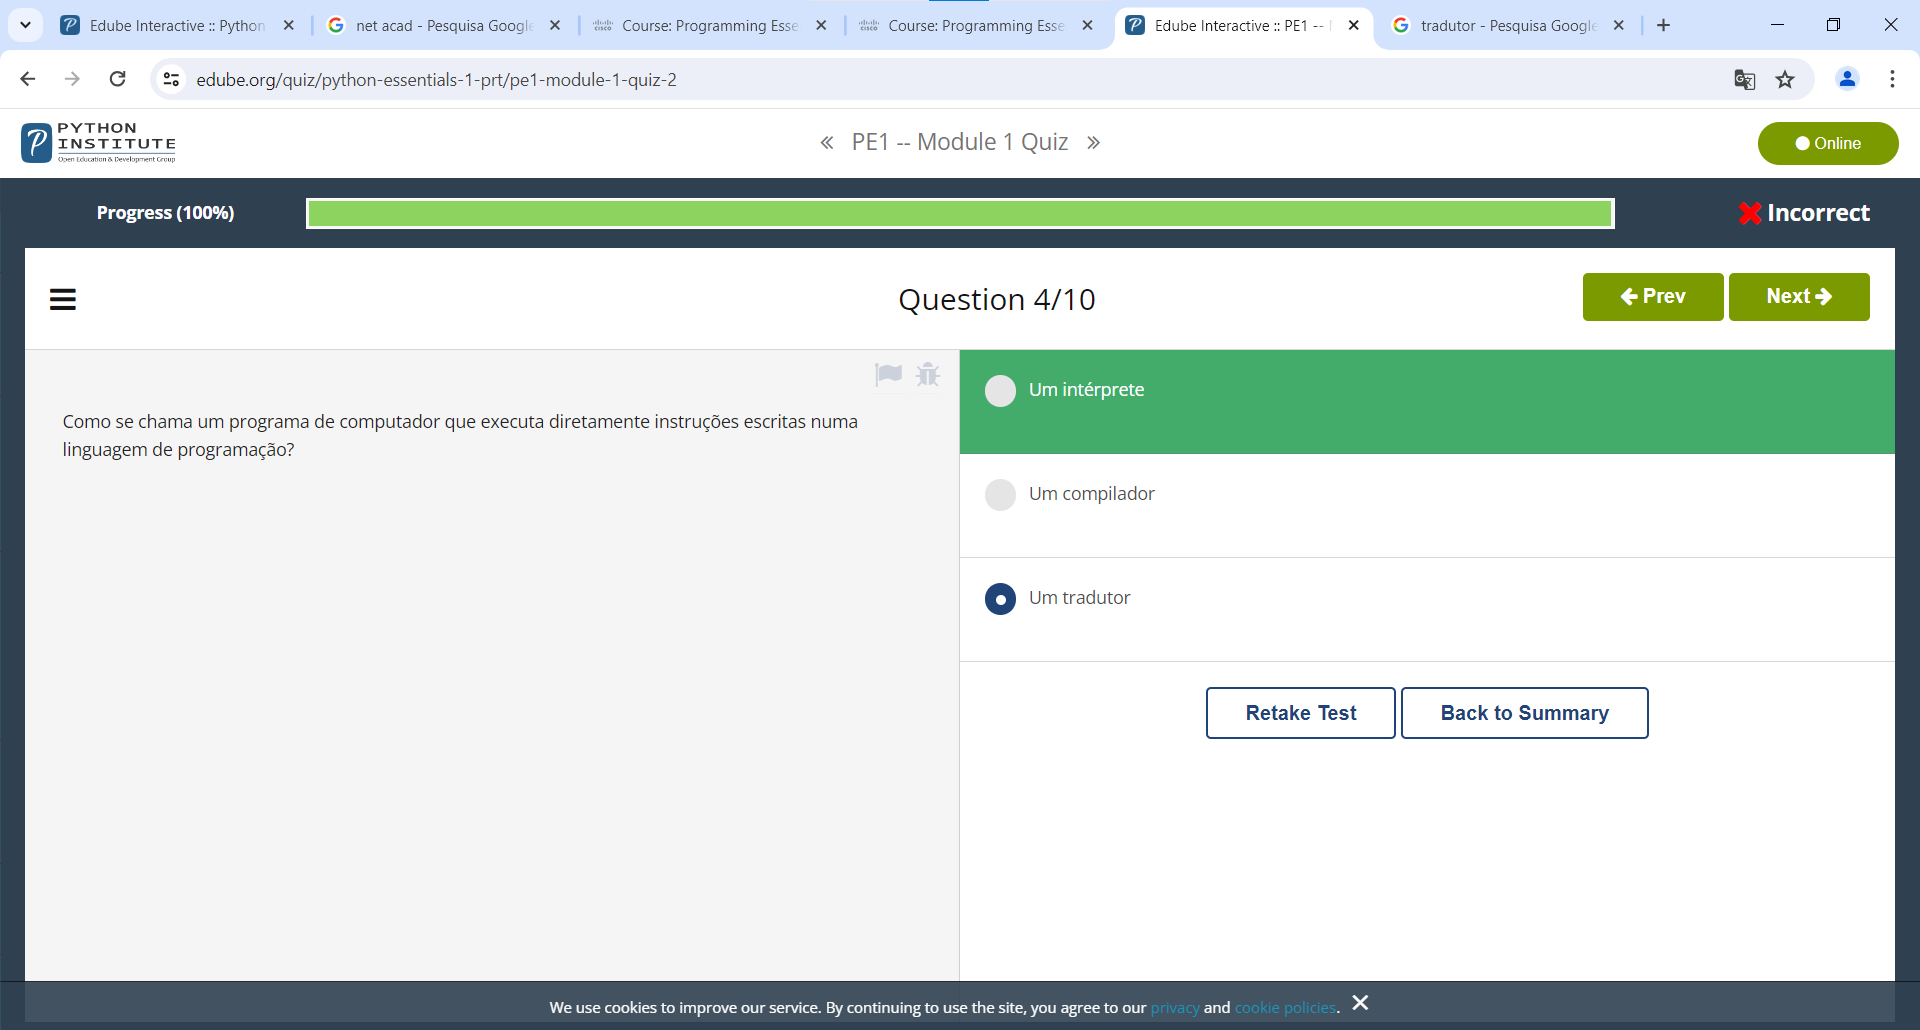 Edube Interactive :: Python
net acad - Pesquisa Google
Course: Programming Esse
Course: Programming Esse
Edube Interactive :: PE1 --
tradutor - Pesquisa Google
edube.org/quiz/python-essentials-1-prt/pe1-module-1-quiz-2
PYTHON
INSTITUTE
Open Education & Development Group
« PE1 -- Module 1 Quiz »
Online
Progress (100%)
Incorrect
Question 4/10
Prev
Next
Como se chama um programa de computador que executa diretamente instruções escritas numa
linguagem de programação?
Um intérprete
Um compilador
Um tradutor
Retake Test
Back to Summary
We use cookies to improve our service. By continuing to use the site, you agree to our privacy and cookie policies.